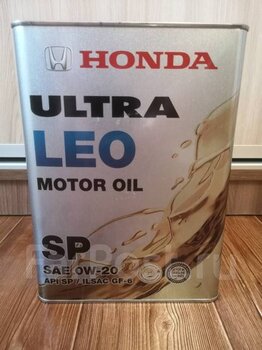 HONDA
ULTRA
LEO
MOTOR OIL
SP
SAE 0W-20
API SP / ILSAC GF-6